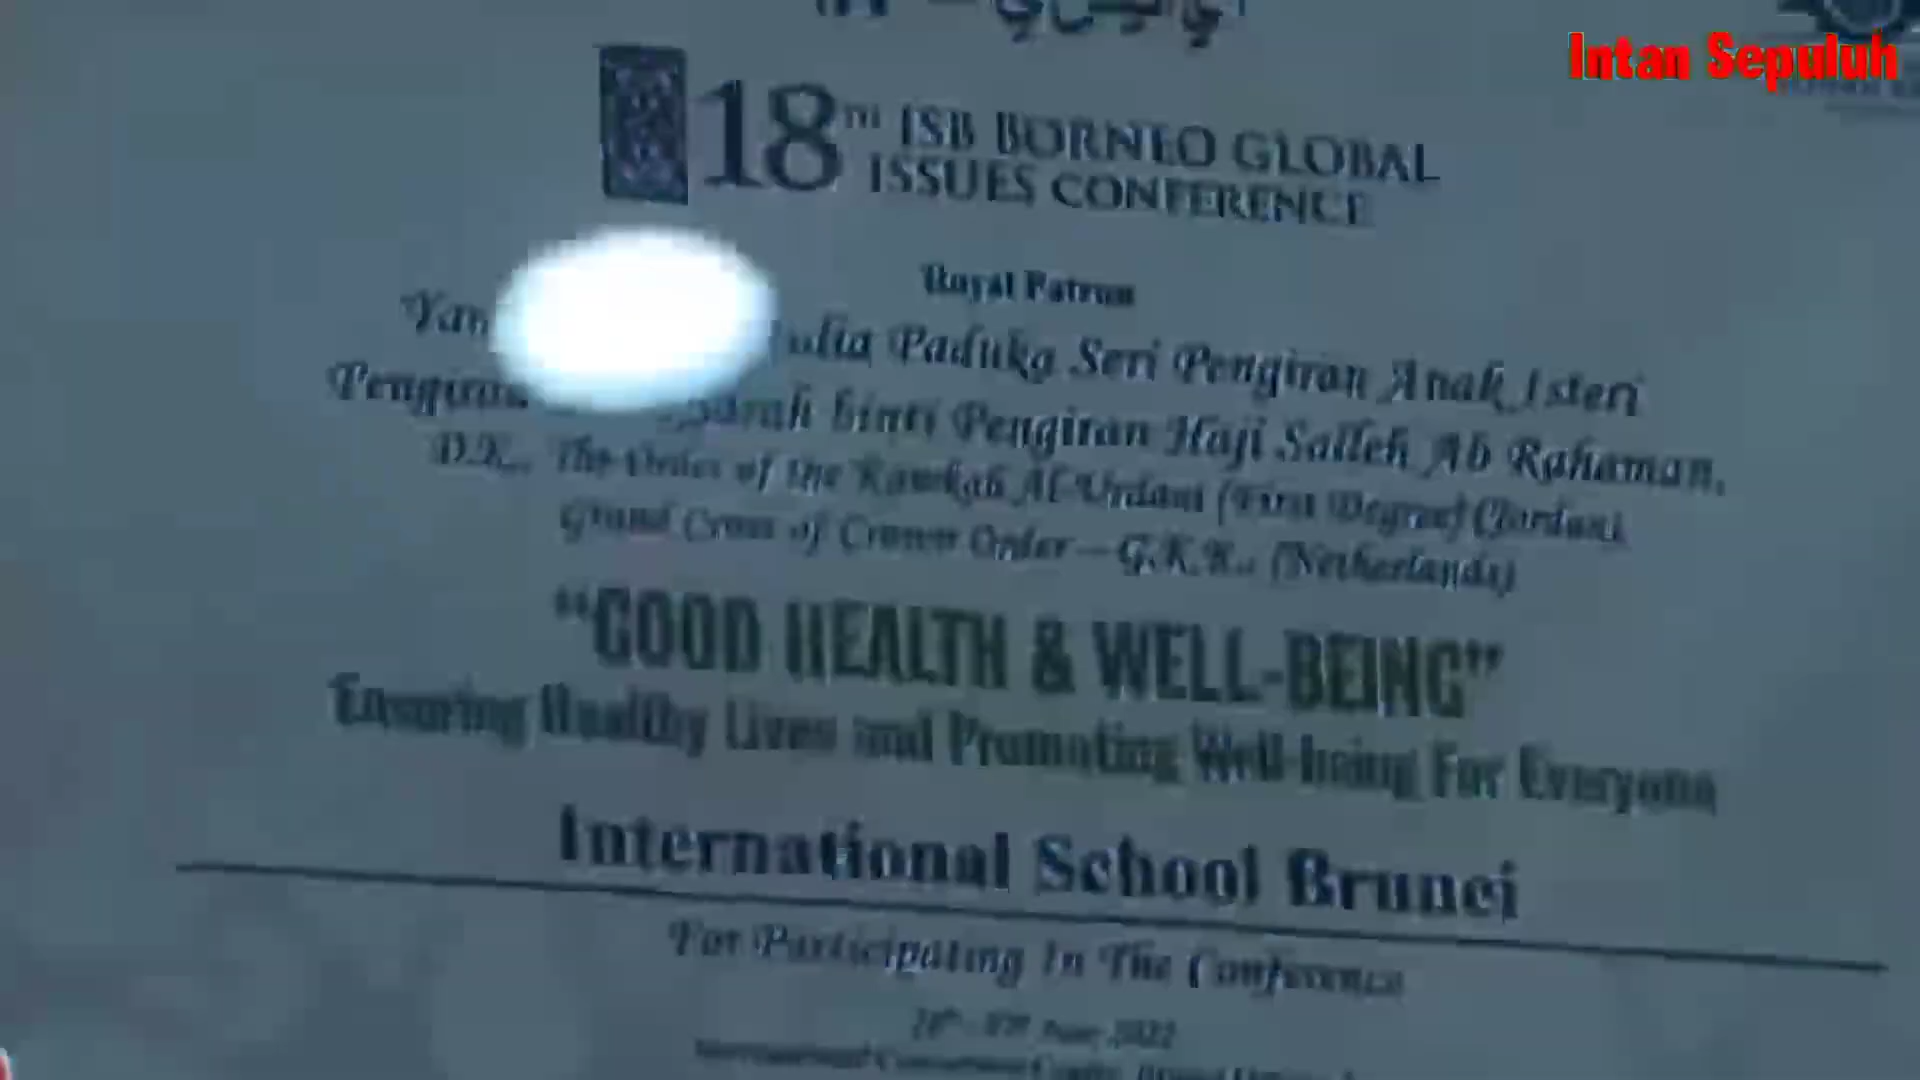 Intan Sepuluh
18TH ISB BORNEO GLOBAL
ISSUES CONFERENCE
Royal Patron
Paduka Seri Pengiran Anak Isteri
binti Pengiran Haji Salleh Ab Rahaman,
D.K., The Order of the Kawkab Al-Urdani (First Degree) (Jordan),
Grand Cross of Crown Order – G.K.K., (Netherlands)
"GOOD HEALTH & WELL-BEING"
Ensuring Healthy Lives and Promoting Well-being For Everyone
International School Brunei
For Participating In The Conference
2022